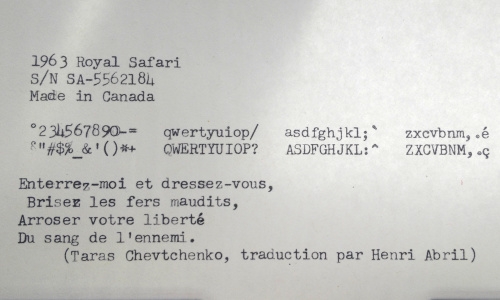 1963 Royal Safari
S/N SA-5562184
Made in Canada
°234567890-= qwertyuiop/ asdfghjkl;` zxcvbnm,.é
"#$%_&'()*+ QWERTYUIOP? ASDFGHJKL:^ ZXCVBNM,.ç
Enterrez-moi et dressez-vous,
Brisez les fers maudits,
Arroser votre liberté
Du sang de l'ennemi.
(Taras Chevtchenko, traduction par Henri Abril)